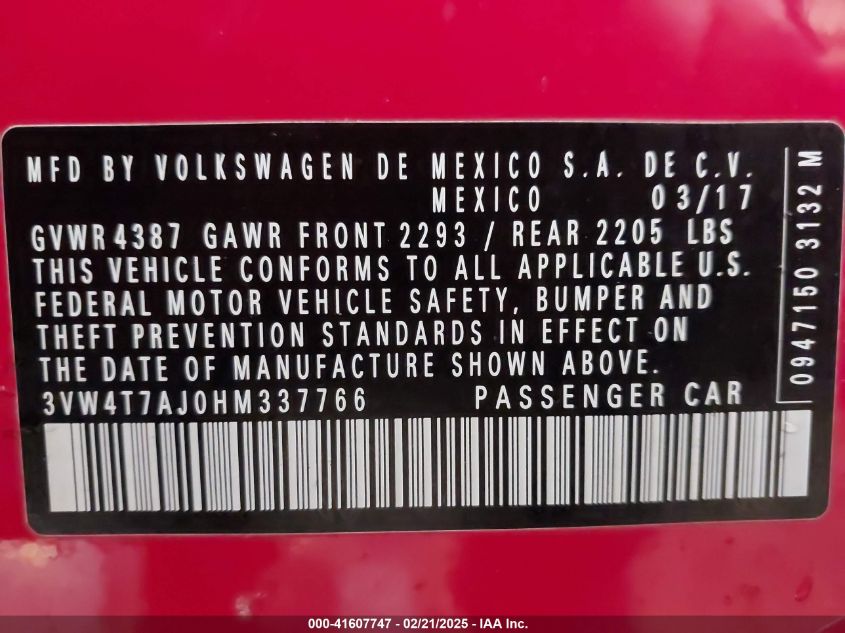 MFD BY VOLKSWAGEN DE MEXICO S.A. DE C.V.
MEXICO 03/17
GVWR 4387 GAWR FRONT 2293 / REAR 2205 LBS
THIS VEHICLE CONFORMS TO ALL APPLICABLE U.S.
FEDERAL MOTOR VEHICLE SAFETY, BUMPER AND
THEFT PREVENTION STANDARDS IN EFFECT ON
THE DATE OF MANUFACTURE SHOWN ABOVE.
3VW4T7AJ0HM337766 PASSENGER CAR
0947150 3132 M
000-41607747 - 02/21/2025 - IAA Inc.